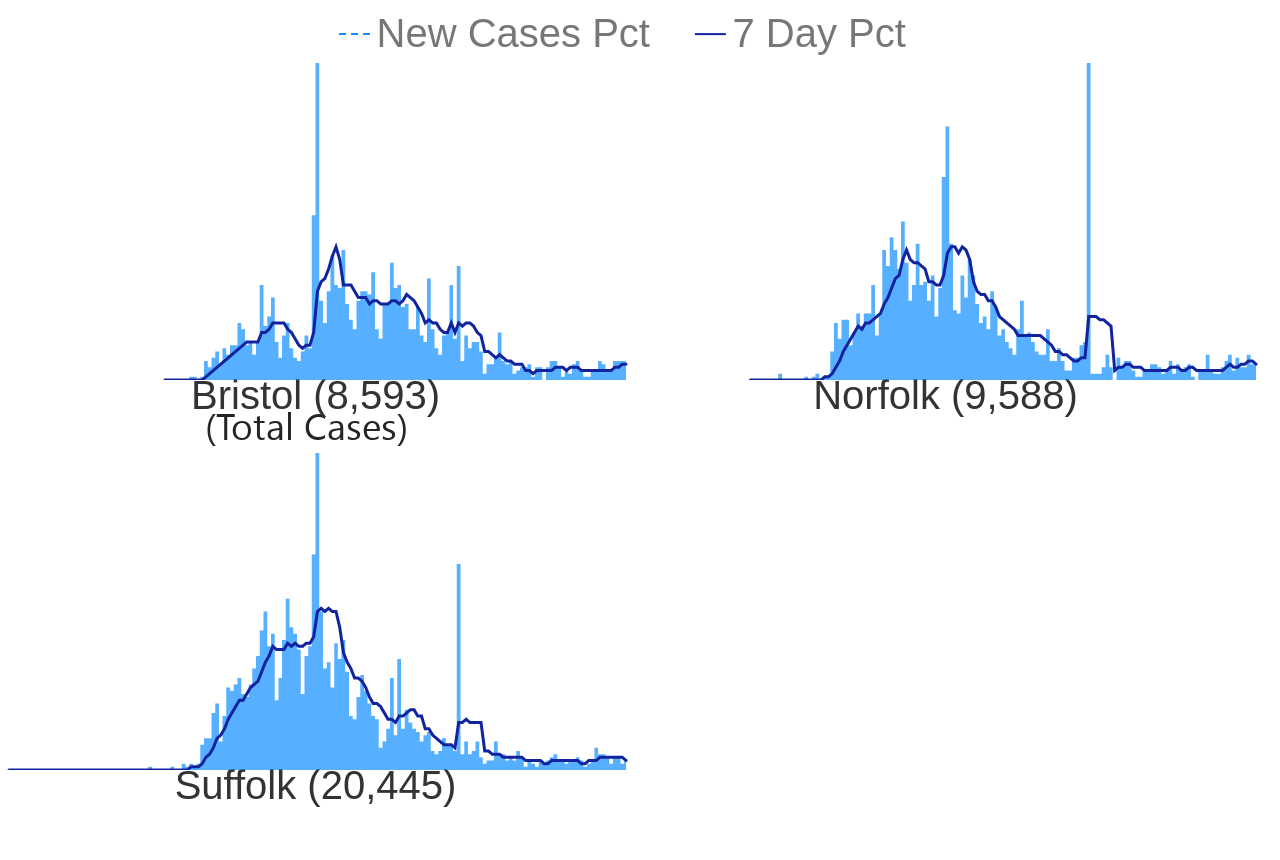 New Cases Pct 7 Day Pct
Bristol (8,593) Norfolk (9,588)
(Total Cases)
Suffolk (20,445)